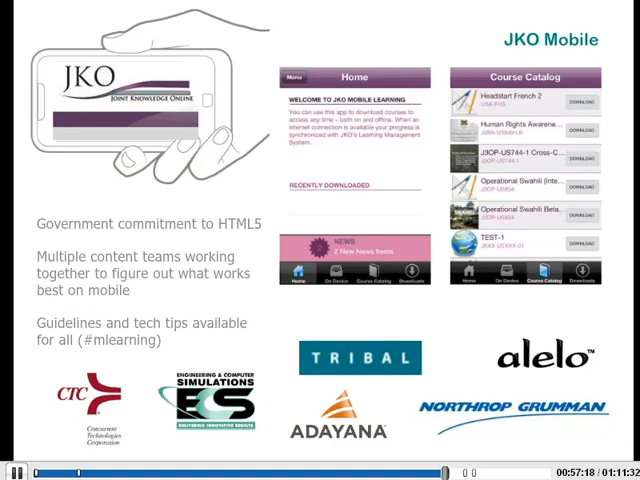 JKO Mobile
JKO
JOINT KNOWLEDGE ONLINE
Menu
Home
WELCOME TO JKO MOBILE LEARNING
You can use this app to download courses to
access any time – both on and offline. When an
internet connection is available your progress is
synchronized with JKO's Learning Management
System.
RECENTLY DOWNLOADED
NEWS
2 New News Items
Home
On Device
Course Catalog
Downloads
Course Catalog
Headstart French 2
DOWNLOAD
Human Rights Awarene...
DOWNLOAD
J3OP-US744-1 Cross-C...
J3OP-US744-1
DOWNLOAD
Operational Swahili (Inte...
DOWNLOAD
Operational Swahili Beta...
DOWNLOAD
TEST-1
DOWNLOAD
Home
On Device
Course Catalog
Downloads
Government commitment to HTML5
Multiple content teams working
together to figure out what works
best on mobile
Guidelines and tech tips available
for all (#mlearning)
TRIBAL
alelo™
CTC
Concurrent
Technologies
Corporation
ENGINEERING & COMPUTER
SIMULATIONS
ECS
DELIVERING INNOVATIVE RESULTS
ADAYANA
NORTHROP GRUMMAN
00:57:18 / 01:11:32